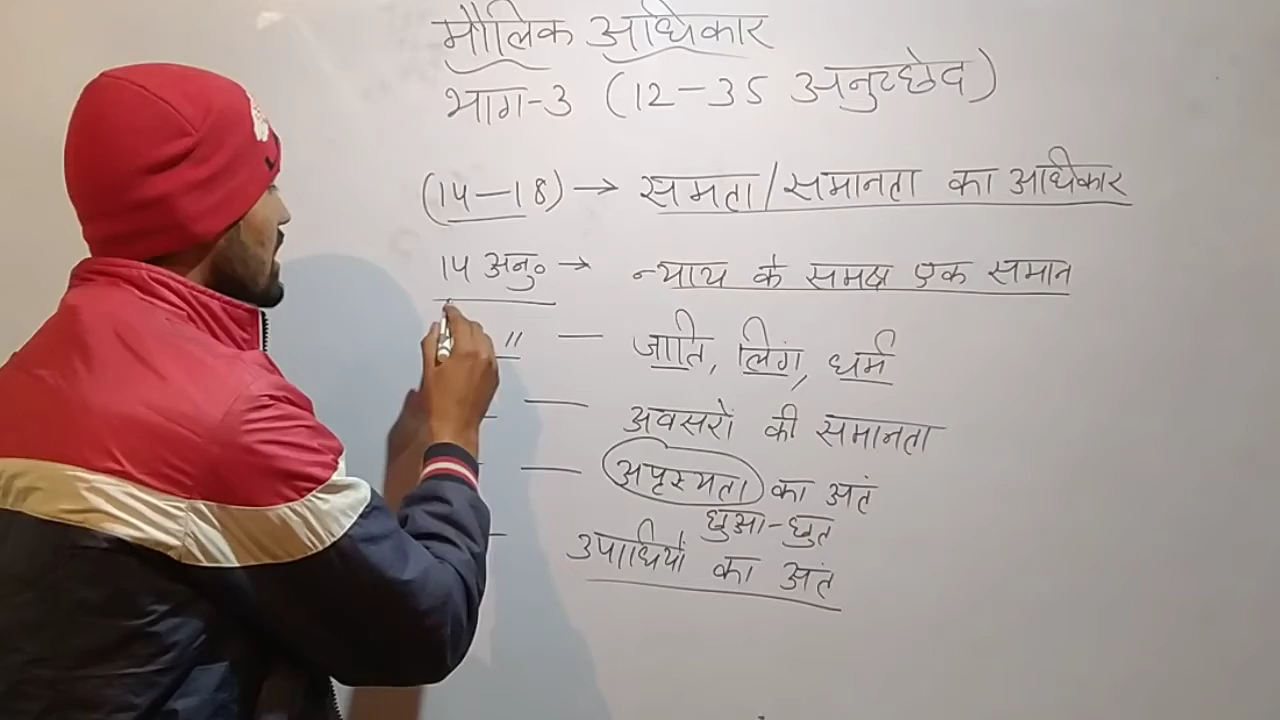 मौलिक अधिकार
भाग-3 (12-35 अनुच्छेद)
(14-18) → समता/समानता का अधिकार
14 अनु० → न्याय के समक्ष एक समान
" — जाति, लिंग, धर्म
— अवसरों की समानता
— अपृस्यता का अंत
छुआ-छुत
- उपाधियों का अंत